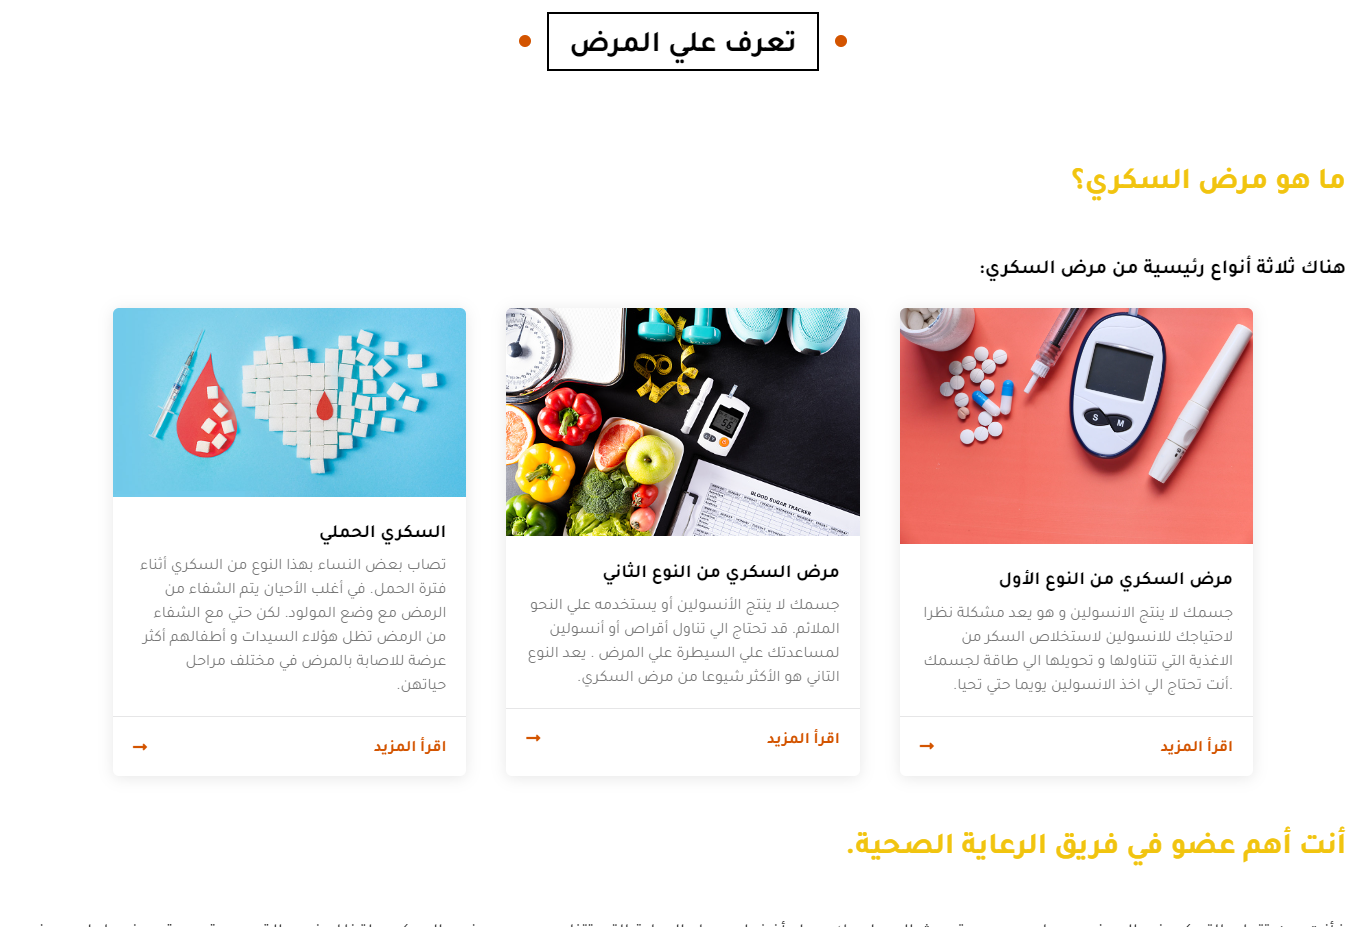 تعرف علي المرض
ما هو مرض السكري؟
هناك ثلاثة أنواع رئيسية من مرض السكري:
S M
مرض السكري من النوع الأول
جسمك لا ينتج الانسولين و هو يعد مشكلة نظرا
لاحتياجك للانسولين لاستخلاص السكر من
الاغذية التي تتناولها و تحويلها الي طاقة لجسمك
.أنت تحتاج الي اخذ الانسولين يويما حتي تحيا.
اقرأ المزيد
5.6
BLOOD SUGAR TRACKER
مرض السكري من النوع الثاني
جسمك لا ينتج الأنسولين أو يستخدمه علي النحو
الملائم. قد تحتاج الي تناول أقراص أو أنسولين
لمساعدتك علي السيطرة علي المرض . يعد النوع
التاني هو الأكثر شيوعا من مرض السكري.
اقرأ المزيد
السكري الحملي
تصاب بعض النساء بهذا النوع من السكري أثناء
فترة الحمل. في أغلب الأحيان يتم الشفاء من
الرمض مع وضع المولود. لكن حتي مع الشفاء
من الرمض تظل هؤلاء السيدات و أطفالهم أكثر
عرضة للاصابة بالمرض في مختلف مراحل
حياتهن.
اقرأ المزيد
أنت أهم عضو في فريق الرعاية الصحية.